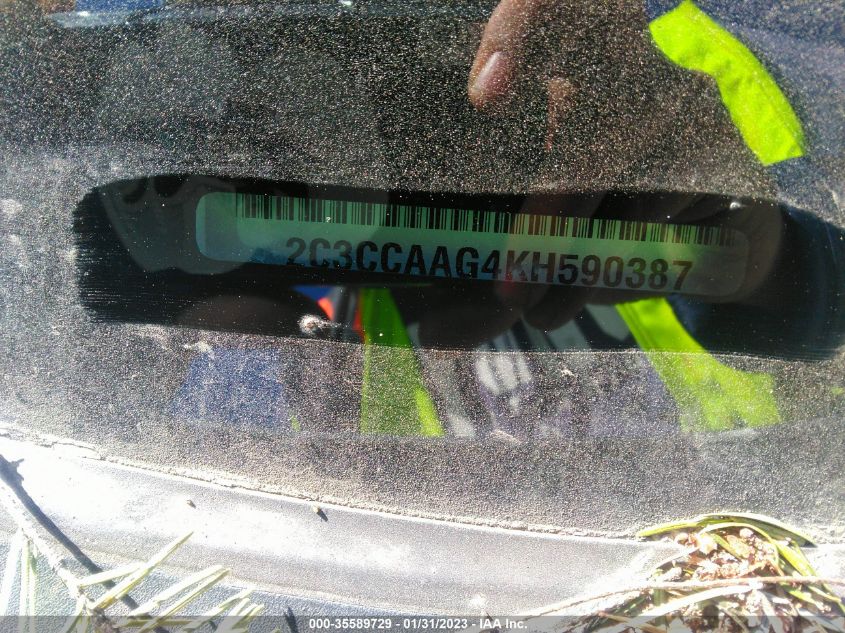 2C3CCAAG4KH590387
000-35589729 - 01/31/2023 - IAA Inc.